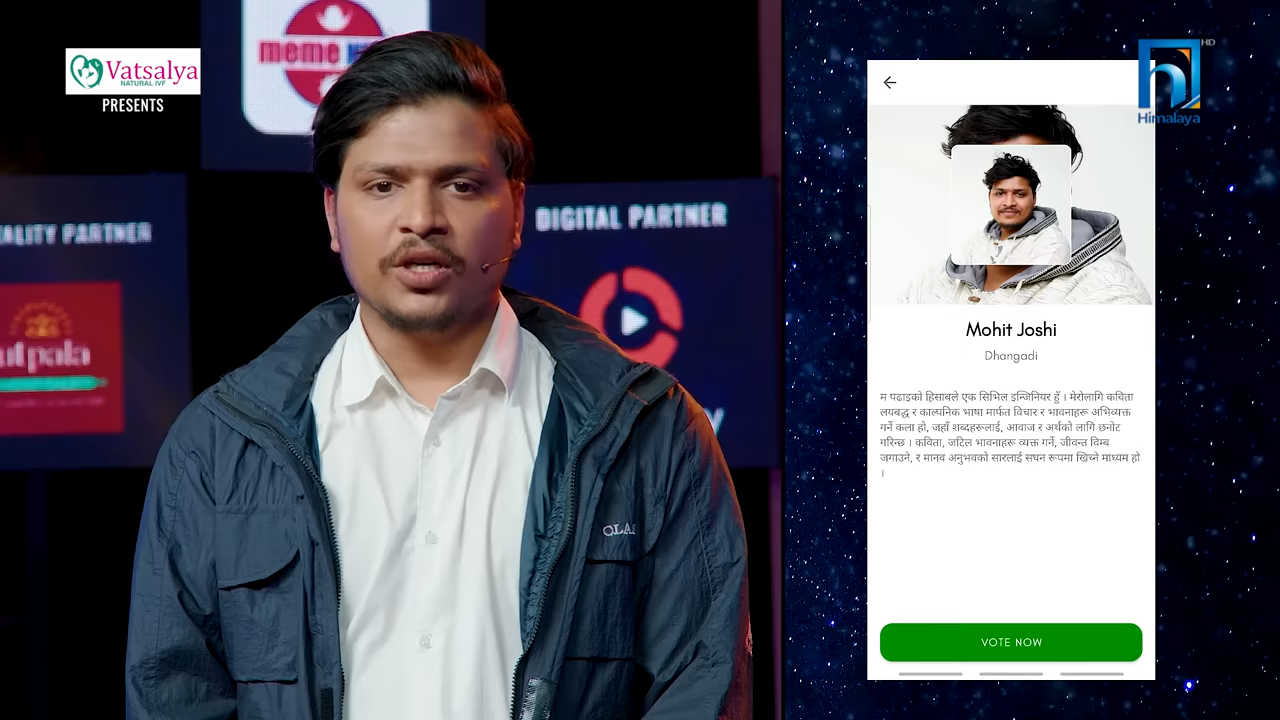 Vatsalya
NATURAL IVF
PRESENTS
meme
DIGITAL PARTNER
PARTNER
utpala
OLA
HD
Himalaya
Mohit Joshi
Dhangadi
म पढाइको हिसाबले एक सिभिल इन्जिनियर हुँ । मेरोलागि कविता
लयबद्ध र काल्पनिक भाषा मार्फत विचार र भावनाहरू अभिव्यक्त
गर्ने कला हो, जहाँ शब्दहरूलाई, आवाज र अर्थको लागि छनोट
गरिन्छ । कविता, जटिल भावनाहरू व्यक्त गर्ने, जीवन्त विम्ब
जगाउने, र मानव अनुभवको सारलाई सघन रूपमा खिच्ने माध्यम हो
।
VOTE NOW